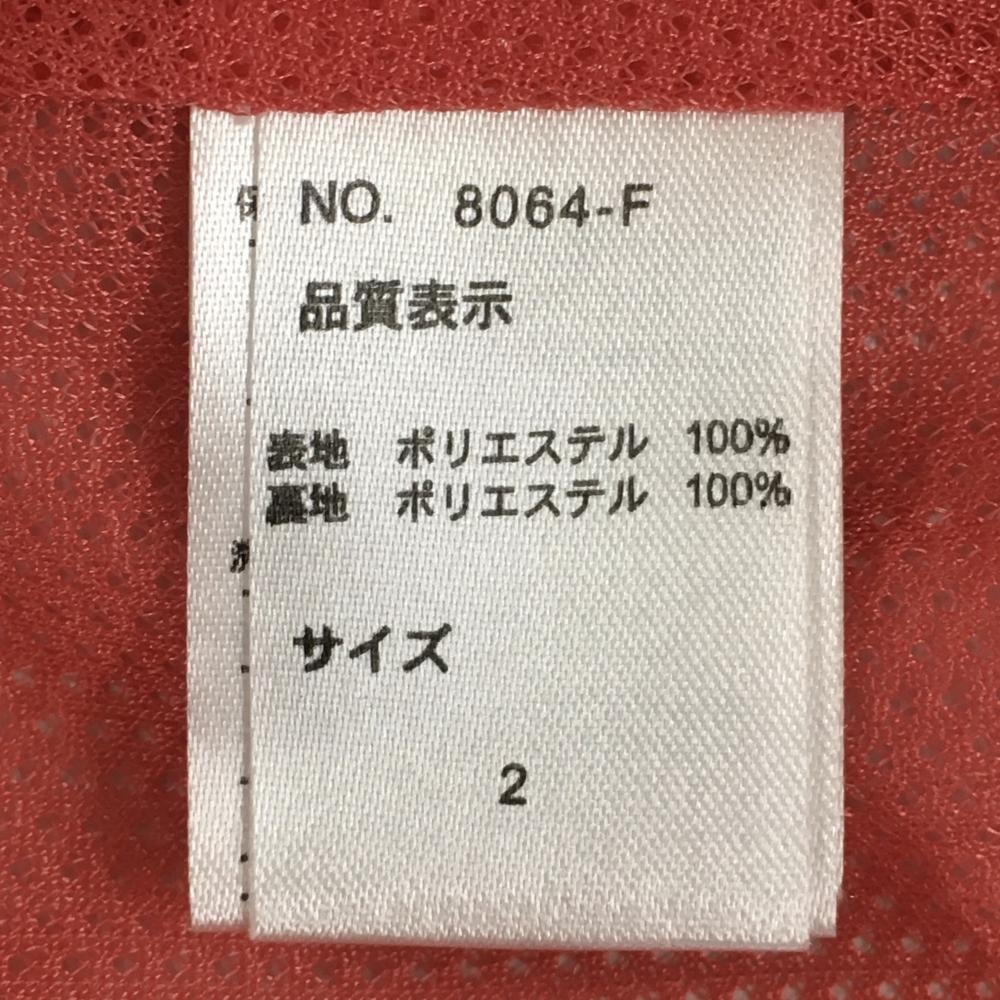 NO. 8064-F
品質表示
表地 ポリエステル 100%
裏地 ポリエステル 100%
サイズ
2